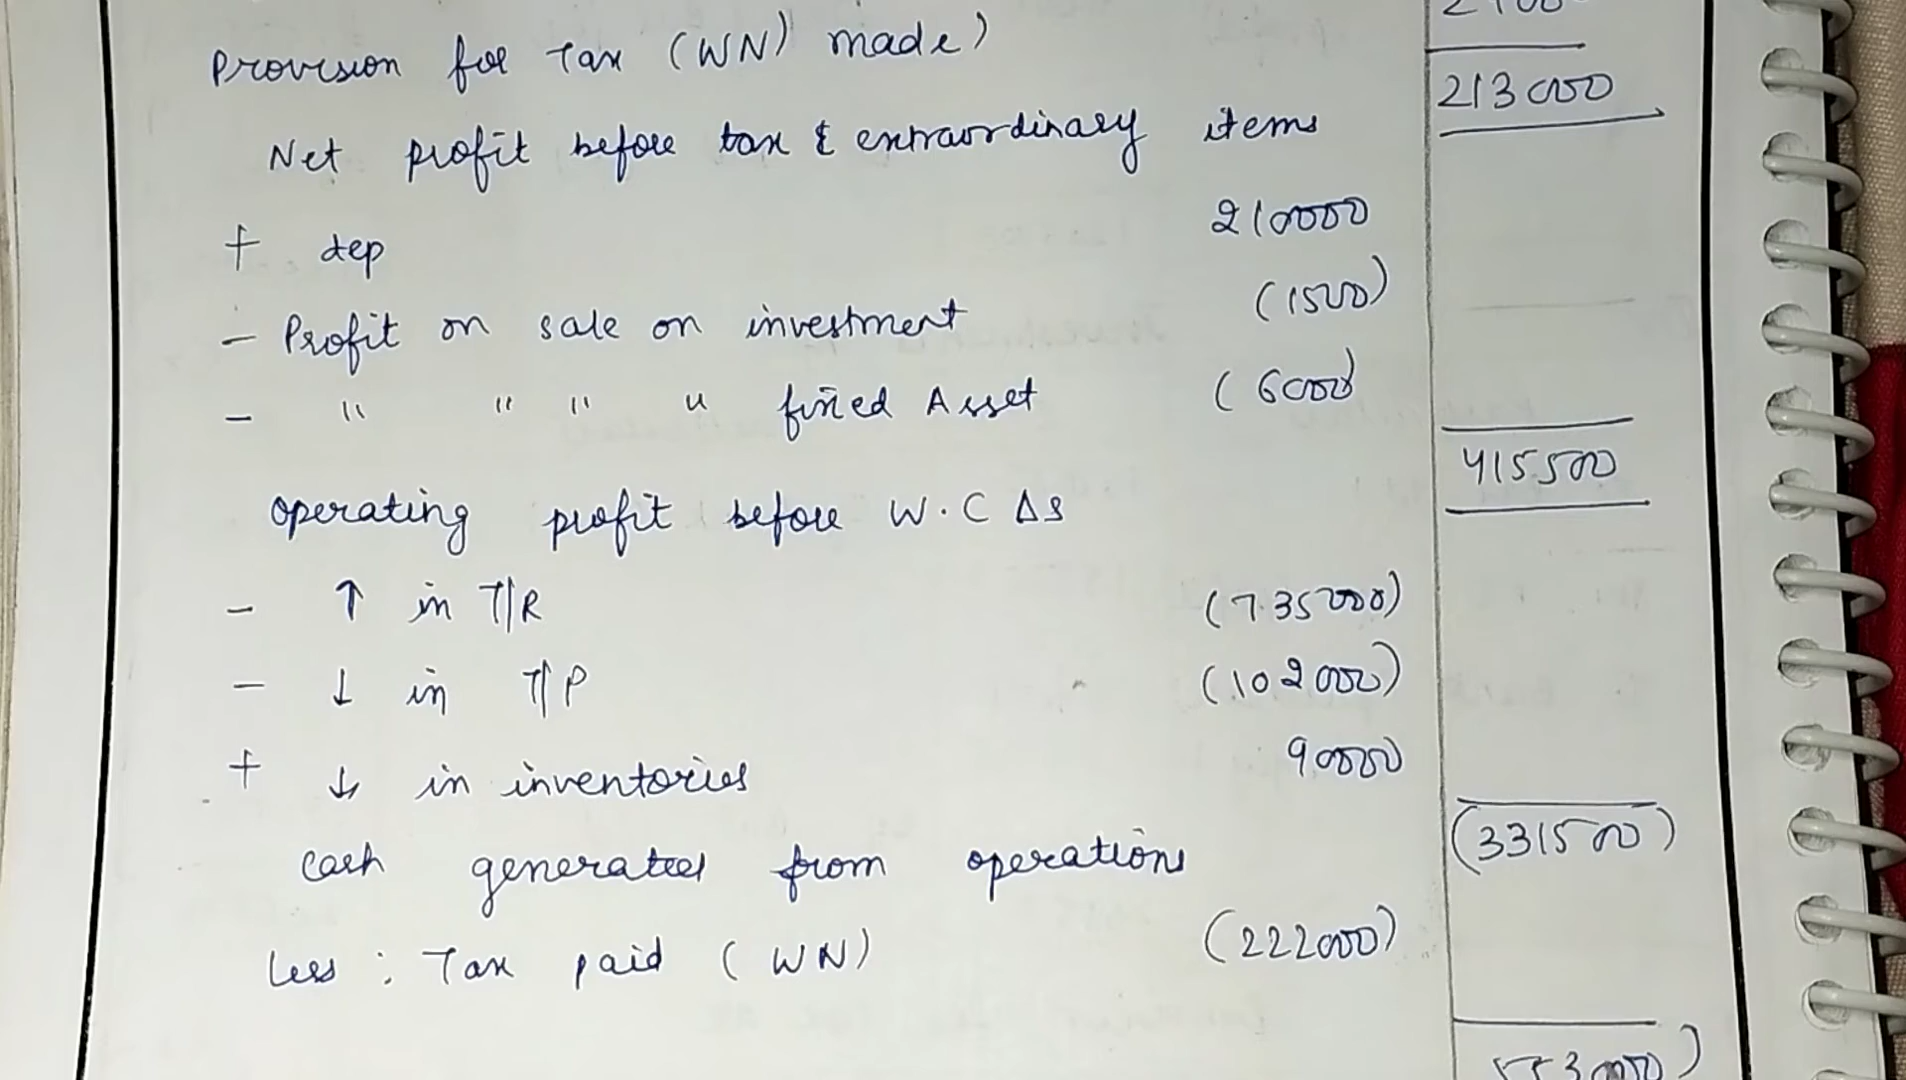 Provision for Tax (WN) made)
213000
Net profit before tax & extraordinary items
+ dep 210000
- Profit on sale on investment (1500)
- " " " " fixed Asset (6000)
415500
operating profit before W.C Δs
- ↑ in T/R (735000)
- ↓ in T/P (102000)
+ ↓ in inventories 90000
cash generated from operations (331500)
Less : Tax paid (WN) (222000)